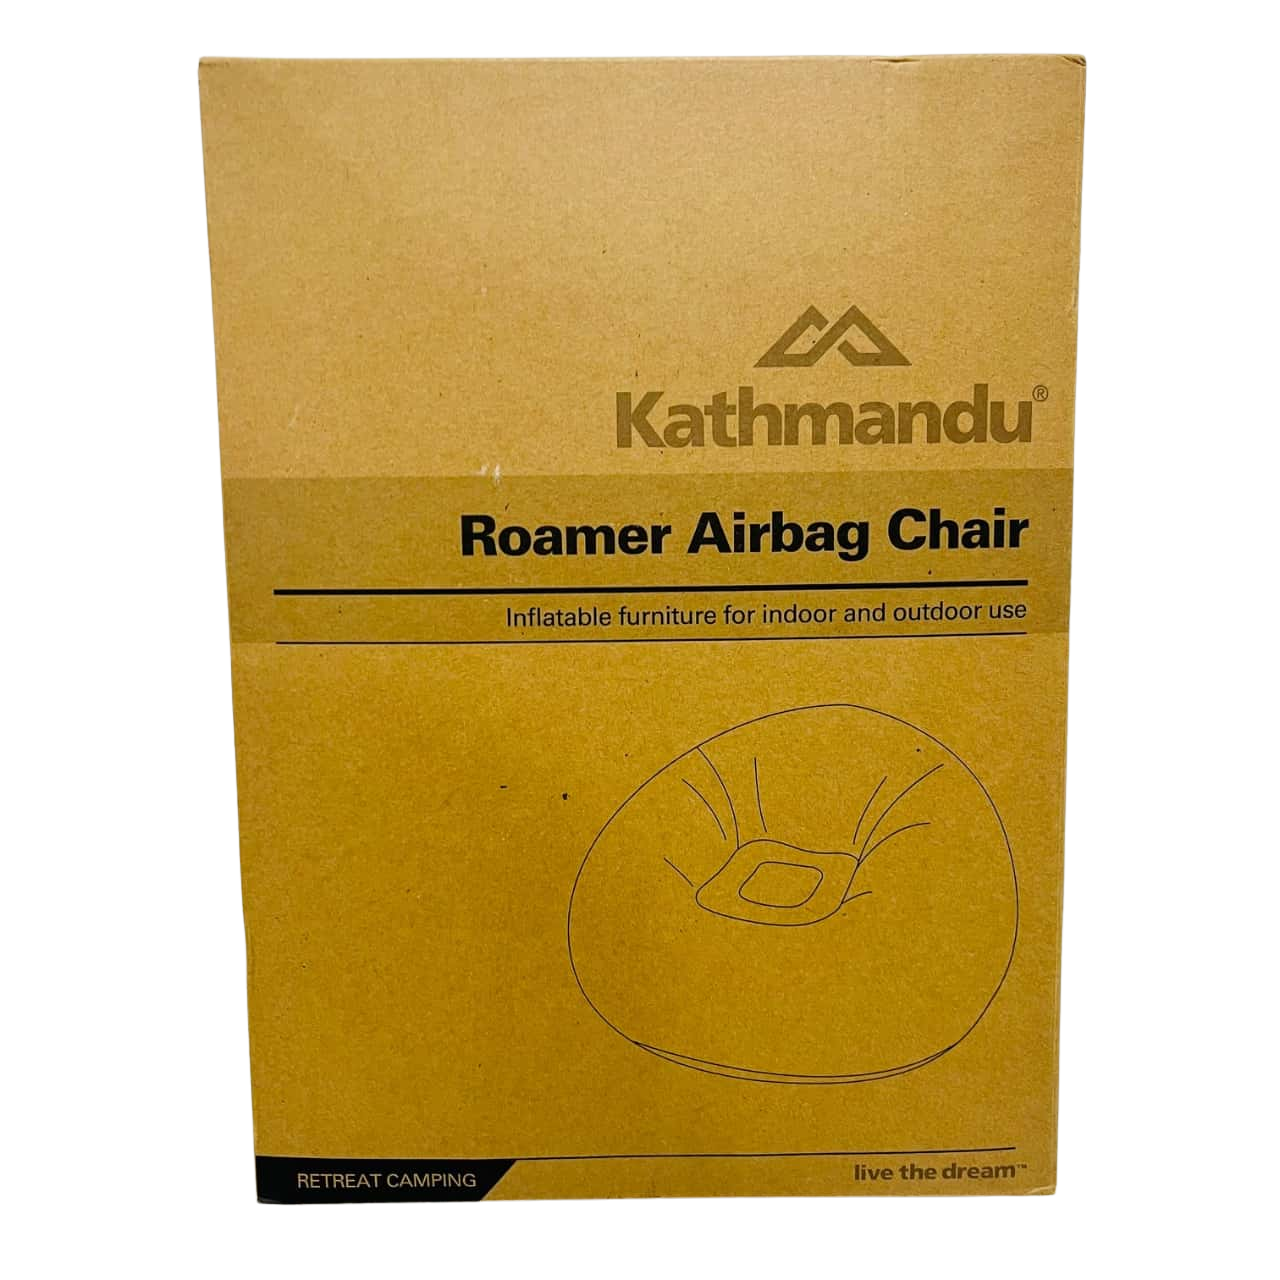 Kathmandu®
Roamer Airbag Chair
Inflatable furniture for indoor and outdoor use
RETREAT CAMPING
live the dream™